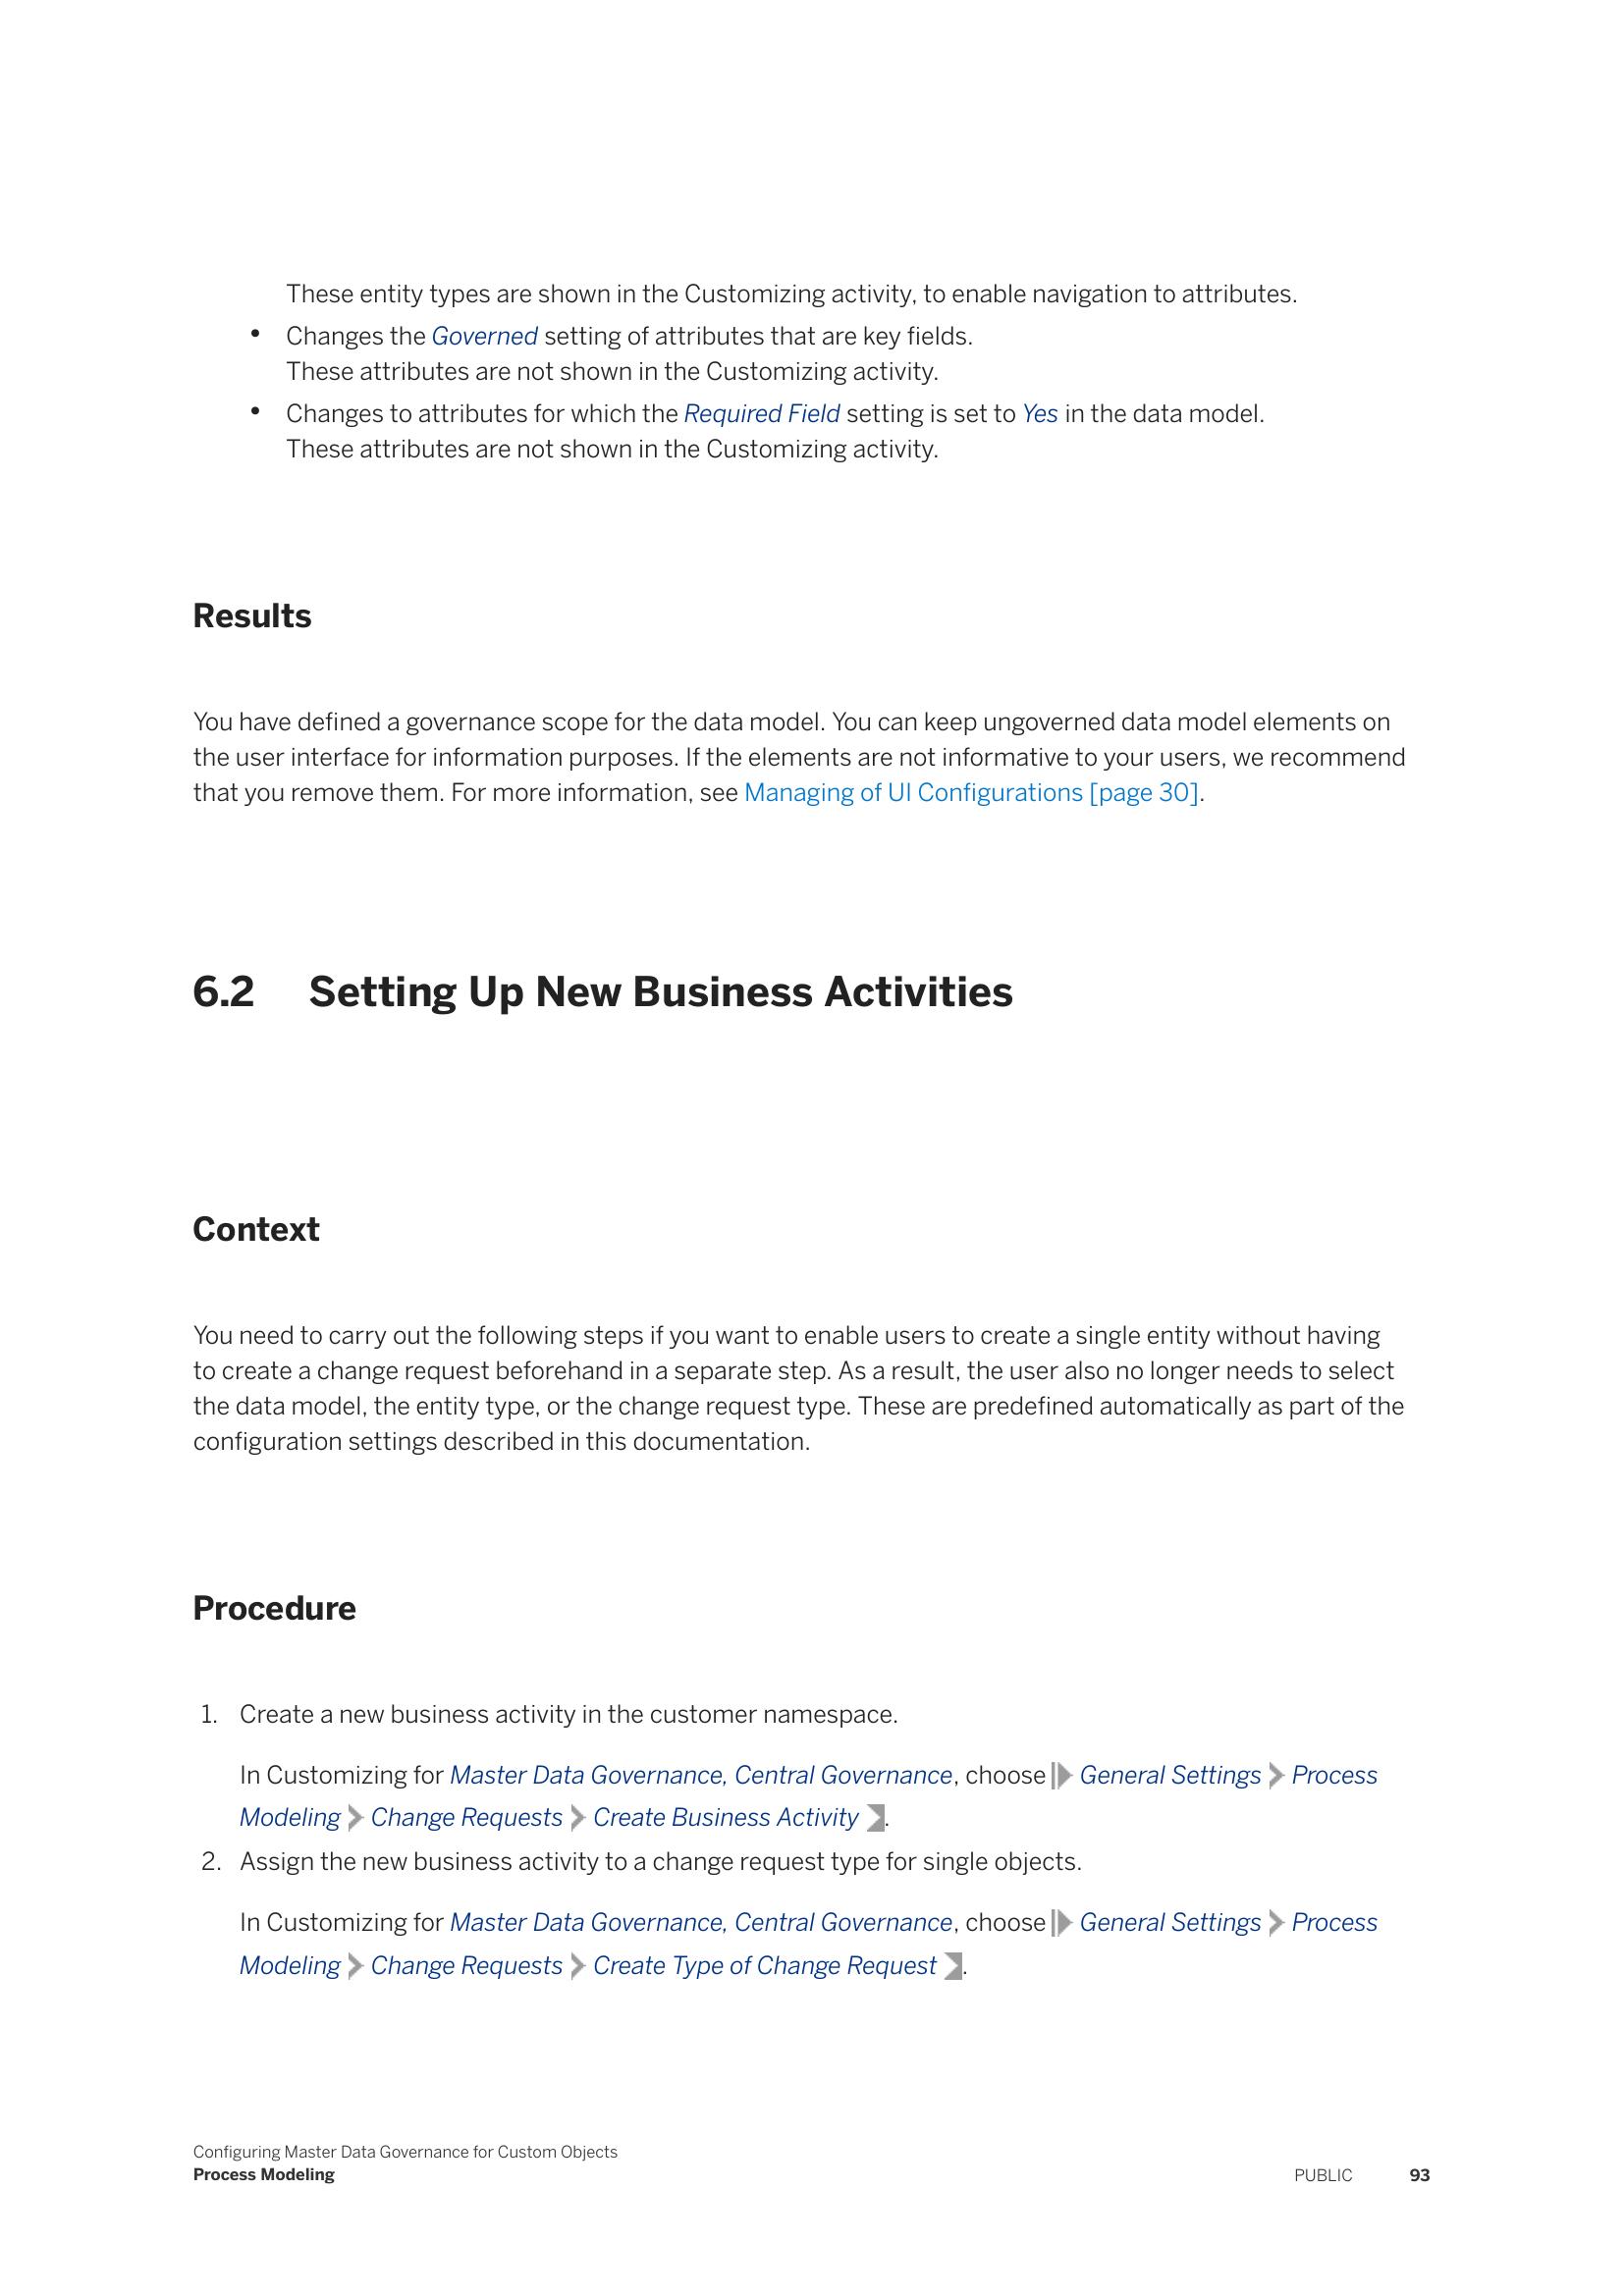 These entity types are shown in the Customizing activity, to enable navigation to attributes.
• Changes the Governed setting of attributes that are key fields.
These attributes are not shown in the Customizing activity.
• Changes to attributes for which the Required Field setting is set to Yes in the data model.
These attributes are not shown in the Customizing activity.
Results
You have defined a governance scope for the data model. You can keep ungoverned data model elements on
the user interface for information purposes. If the elements are not informative to your users, we recommend
that you remove them. For more information, see Managing of UI Configurations [page 30].
6.2 Setting Up New Business Activities
Context
You need to carry out the following steps if you want to enable users to create a single entity without having
to create a change request beforehand in a separate step. As a result, the user also no longer needs to select
the data model, the entity type, or the change request type. These are predefined automatically as part of the
configuration settings described in this documentation.
Procedure
1. Create a new business activity in the customer namespace.
In Customizing for Master Data Governance, Central Governance, choose General Settings Process
Modeling Change Requests Create Business Activity .
2. Assign the new business activity to a change request type for single objects.
In Customizing for Master Data Governance, Central Governance, choose General Settings Process
Modeling Change Requests Create Type of Change Request .
Configuring Master Data Governance for Custom Objects
Process Modeling PUBLIC 93